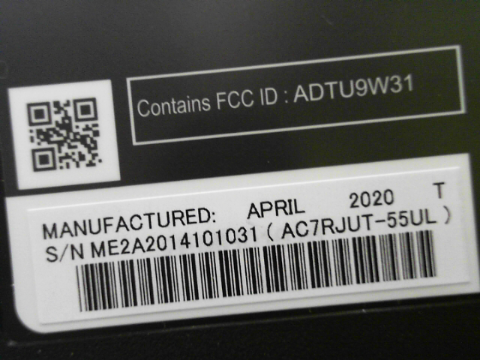 Contains FCC ID : ADTU9W31
MANUFACTURED: APRIL 2020 T
S/N ME2A2014101031 ( AC7RJUT-55UL )